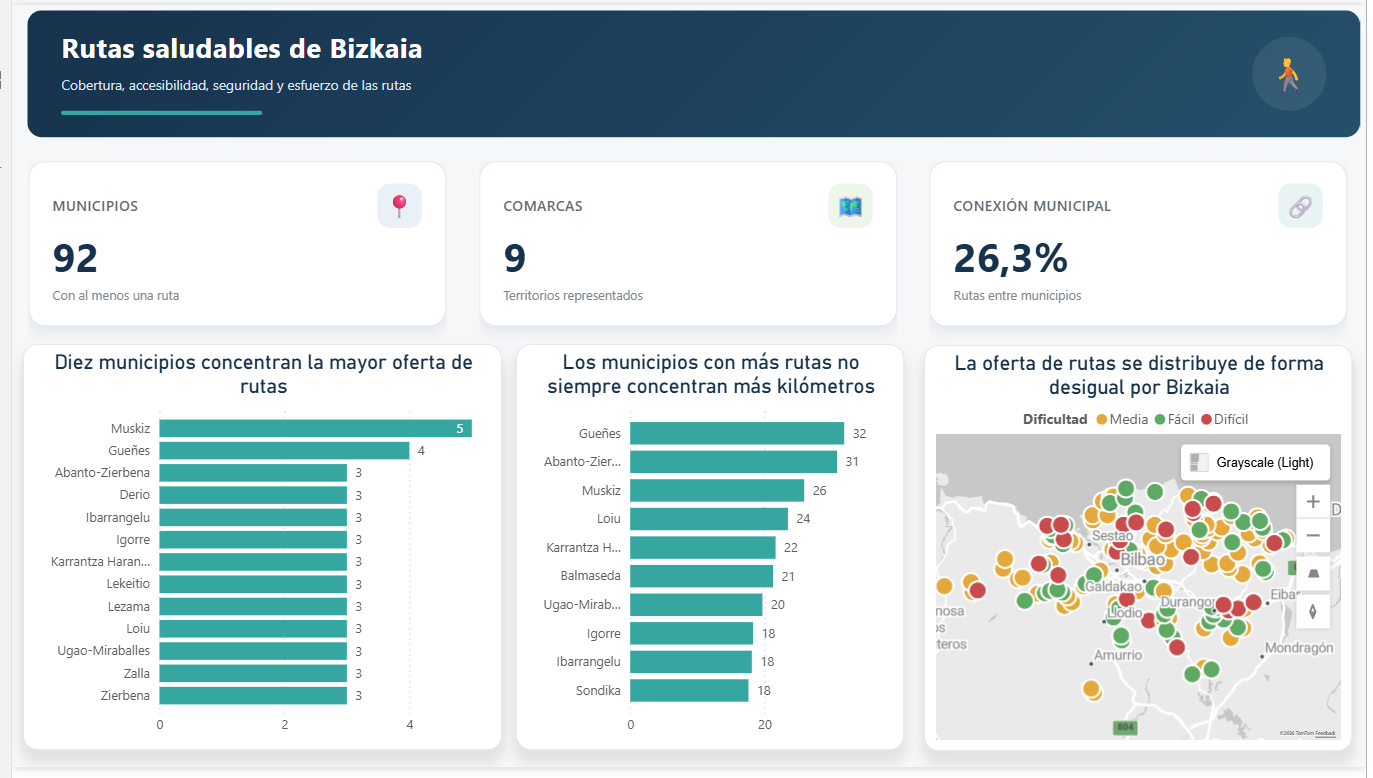 Rutas saludables de Bizkaia
Cobertura, accesibilidad, seguridad y esfuerzo de las rutas
MUNICIPIOS
92
Con al menos una ruta
COMARCAS
9
Territorios representados
CONEXIÓN MUNICIPAL
26,3%
Rutas entre municipios
Diez municipios concentran la mayor oferta de
rutas
Muskiz 5
Gueñes 4
Abanto-Zierbena 3
Derio 3
Ibarrangelu 3
Igorre 3
Karrantza Haran... 3
Lekeitio 3
Lezama 3
Loiu 3
Ugao-Miraballes 3
Zalla 3
Zierbena 3
0 2 4
Los municipios con más rutas no
siempre concentran más kilómetros
Gueñes 32
Abanto-Zier... 31
Muskiz 26
Loiu 24
Karrantza H... 22
Balmaseda 21
Ugao-Mirab... 20
Igorre 18
Ibarrangelu 18
Sondika 18
0 20
La oferta de rutas se distribuye de forma
desigual por Bizkaia
Dificultad Media Fácil Difícil
Grayscale (Light)
+
D
−
Sestao
Bilbao
Galdakao
Eibar
Durango
nosa
Llodio
os
teros
Mondragón
Amurrio
804
©2026 TomTom Feedback